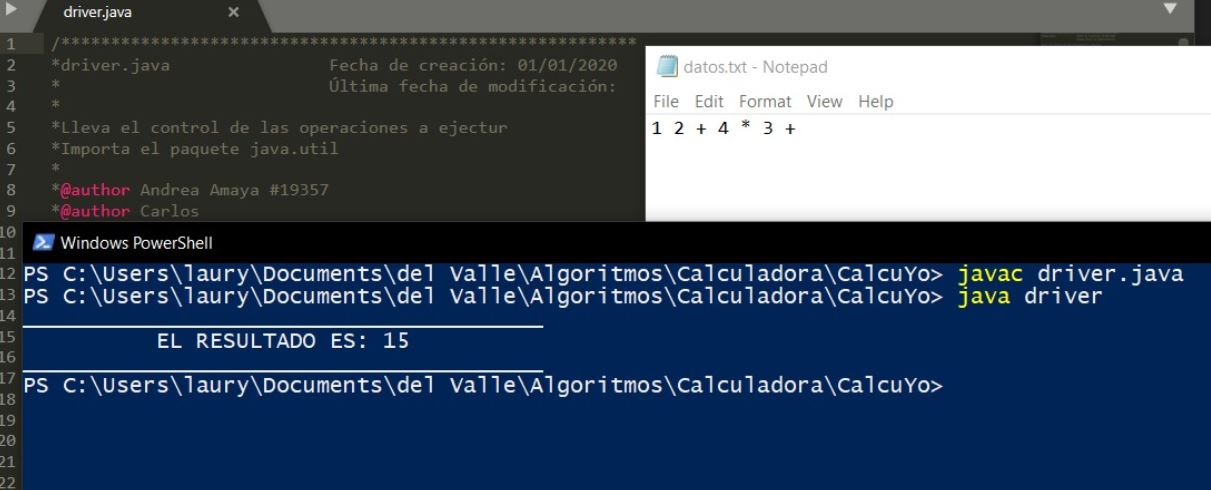 driver.java ×
1 /**********************************************************
2 *driver.java Fecha de creación: 01/01/2020
3 * Última fecha de modificación:
4 *
5 *Lleva el control de las operaciones a ejectur
6 *Importa el paquete java.util
7 *
8 *@author Andrea Amaya #19357
9 *@author Carlos
10
11
12
13
14
15
16
17
18
19
20
21
22
datos.txt - Notepad
File Edit Format View Help
1 2 + 4 * 3 +
Windows PowerShell
PS C:\Users\laury\Documents\del Valle\Algoritmos\Calculadora\CalcuYo> javac driver.java
PS C:\Users\laury\Documents\del Valle\Algoritmos\Calculadora\CalcuYo> java driver
EL RESULTADO ES: 15
PS C:\Users\laury\Documents\del Valle\Algoritmos\Calculadora\CalcuYo>